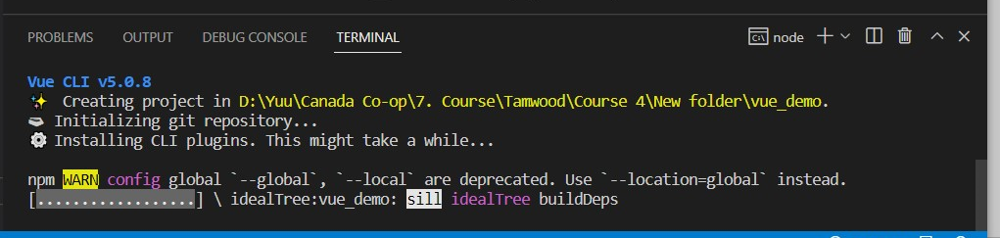 PROBLEMS OUTPUT DEBUG CONSOLE TERMINAL node
Vue CLI v5.0.8
✨ Creating project in D:\Yuu\Canada Co-op\7. Course\Tamwood\Course 4\New folder\vue_demo.
🗃 Initializing git repository...
⚙ Installing CLI plugins. This might take a while...
npm WARN config global `--global`, `--local` are deprecated. Use `--location=global` instead.
[..................] \ idealTree:vue_demo: sill idealTree buildDeps